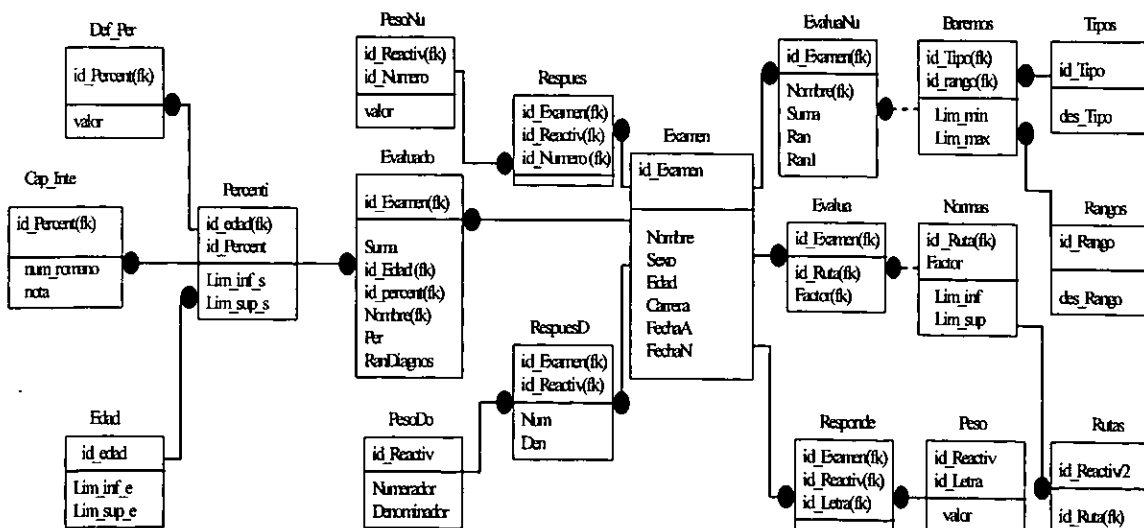 Def_Per
id_Percent(fk)
valor
Cap_Inte
id_Percent(fk)
num_romano
nota
Percenti
id_edad(fk)
id_Percent
Lim_inf_s
Lim_sup_s
Edad
id_edad
Lim_inf_e
Lim_sup_e
PesoNu
id_Reactiv(fk)
id_Numero
valor
Evaluado
id_Examen(fk)
Suma
id_Edad(fk)
id_percent(fk)
Nombre(fk)
Per
RanDiagnos
PesoDo
id_Reactiv
Numerador
Denominador
Respues
id_Examen(fk)
id_Reactiv(fk)
id_Numero(fk)
RespuesD
id_Examen(fk)
id_Reactiv(fk)
Num
Den
Examen
id_Examen
Nombre
Sexo
Edad
Carrera
FechaA
FechaN
EvaluaNu
id_Examen(fk)
Nombre(fk)
Suma
Ran
Evalua
id_Examen(fk)
id_Ruta(fk)
Factor(fk)
Responde
id_Examen(fk)
id_Reactiv(fk)
id_Letra(fk)
Baremos
id_Tipo(fk)
id_rango(fk)
Lim_min
Lim_max
Normas
id_Ruta(fk)
Factor
Lim_inf
Lim_sup
Peso
id_Reactiv
id_Letra
valor
Tipos
id_Tipo
des_Tipo
Rangos
id_Rango
des_Rango
Rutas
id_Reactiv2
id_Ruta(fk)